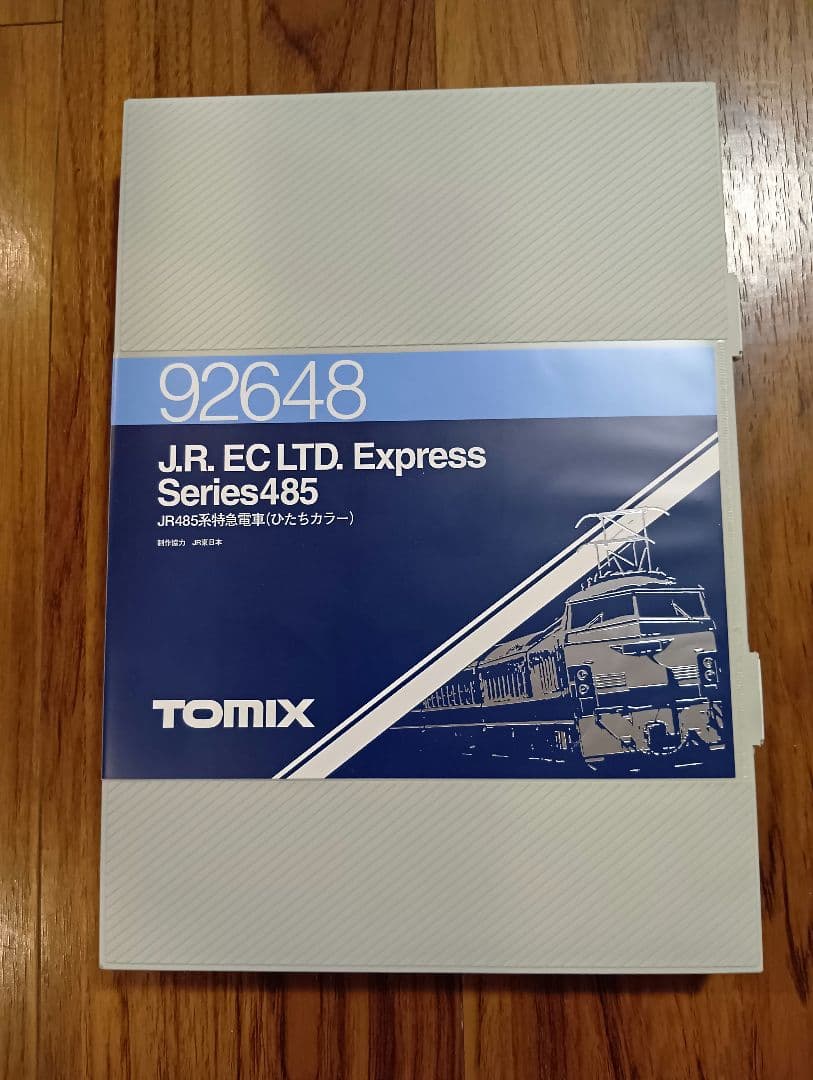 92648
J.R. EC LTD. Express
Series485
JR485系特急電車(ひたちカラー)
制作協力 JR東日本
TOMIX